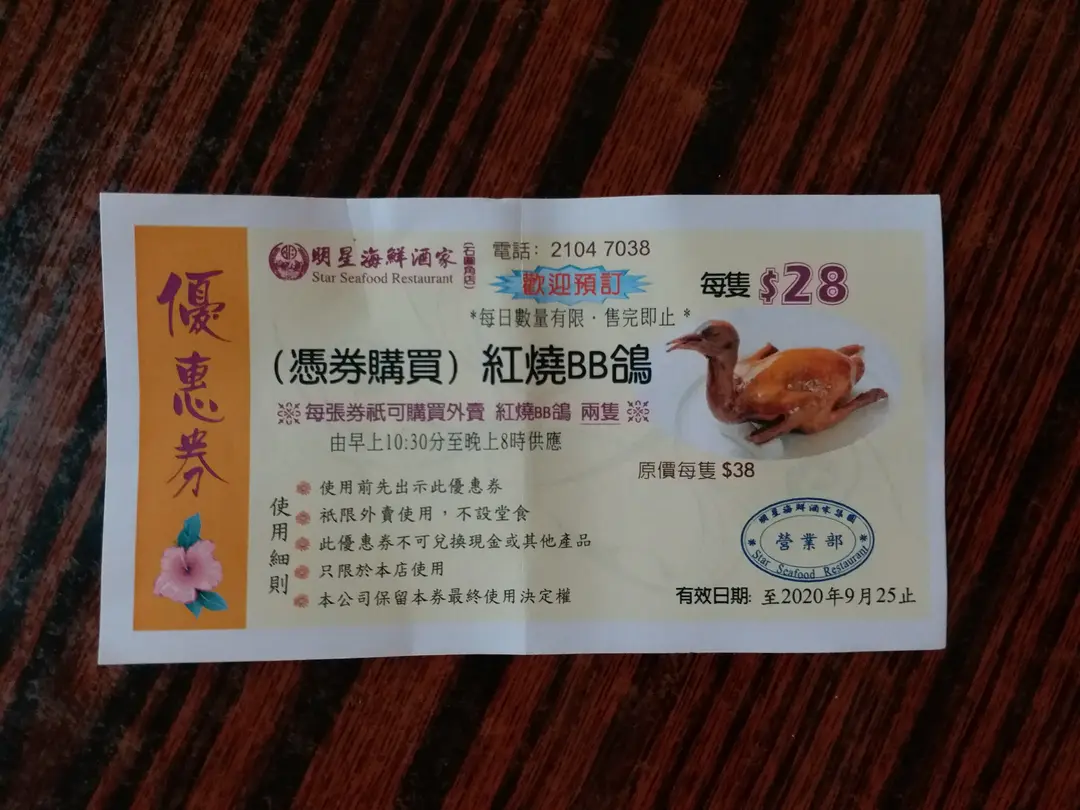 優惠券
明星海鮮酒家
(石圍角店)
Star Seafood Restaurant
電話: 2104 7038
歡迎預訂
*每日數量有限·售完即止 *
每隻 $28
(憑券購買) 紅燒BB鴿
每張券祇可購買外賣 紅燒BB鴿 兩隻
由早上10:30分至晚上8時供應
原價每隻 $38
使用細則
使用前先出示此優惠券
祇限外賣使用,不設堂食
此優惠券不可兌換現金或其他產品
只限於本店使用
本公司保留本券最終使用決定權
明星海鮮酒家集團
營業部
Star Seafood Restaurant
有效日期: 至2020年9月25止